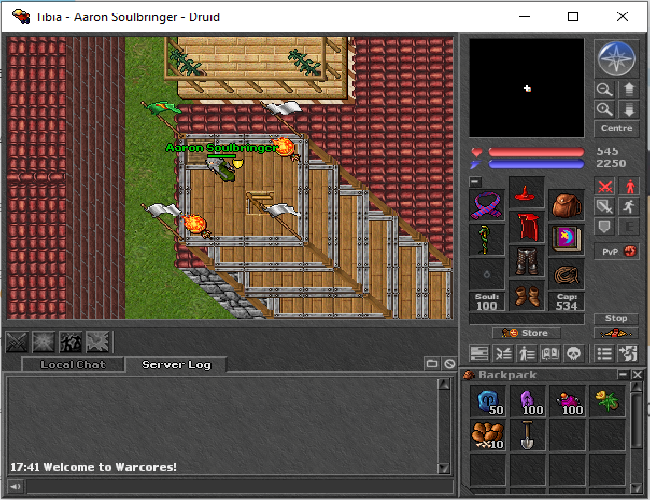 Tibia - Aaron Soulbringer - Druid
Aaron Soulbringer
Centre
545
2250
PvP
Soul:
100
Cap:
534
Stop
Store
Local Chat
Server Log
Backpack
50
100
100
10
17:41 Welcome to Warcores!